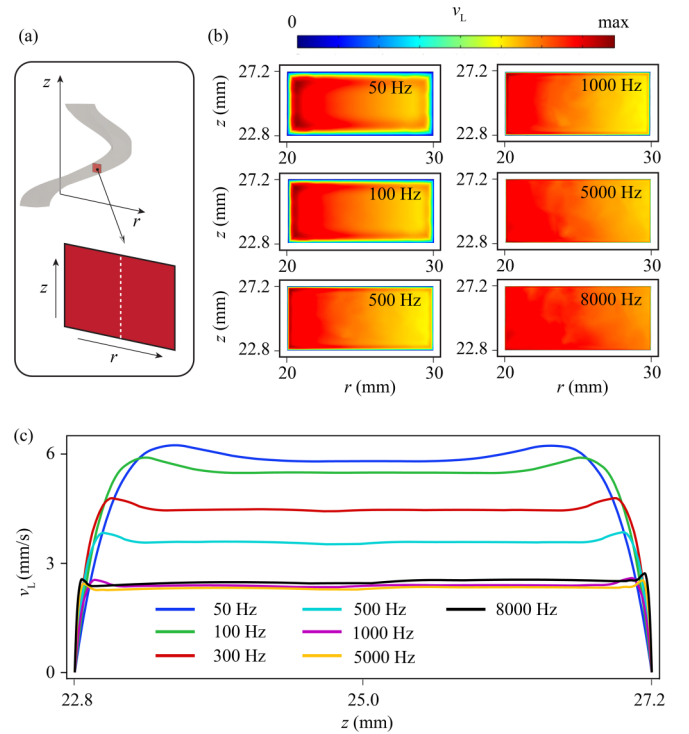 (a)
z
r
z
r
(b)
v_L
0 max
27.2
z (mm)
22.8
50 Hz
20 30
27.2
z (mm)
22.8
1000 Hz
20 30
27.2
z (mm)
22.8
100 Hz
20 30
27.2
z (mm)
22.8
5000 Hz
20 30
27.2
z (mm)
22.8
500 Hz
20 30
r (mm)
27.2
z (mm)
22.8
8000 Hz
20 30
r (mm)
(c)
6
3
0
v_L (mm/s)
50 Hz 500 Hz 8000 Hz
100 Hz 1000 Hz
300 Hz 5000 Hz
22.8 25.0 27.2
z (mm)